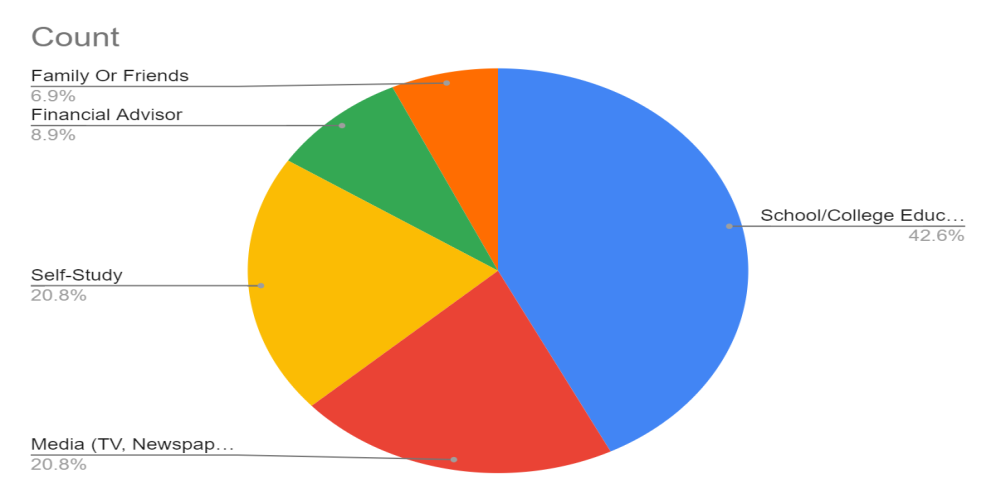 Count
Family Or Friends
6.9%
Financial Advisor
8.9%
School/College Educ…
42.6%
Self-Study
20.8%
Media (TV, Newspap…
20.8%